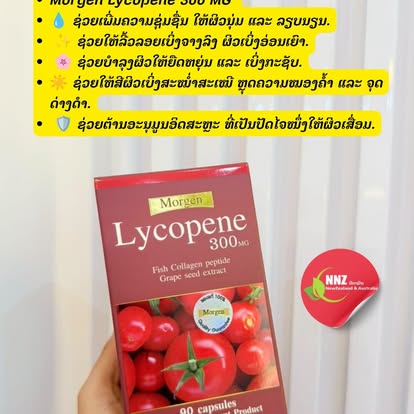 Morgen Lycopene 300 MG
💧 ຊ່ວຍເພີ່ມຄວາມຊຸ່ມຊື່ນ ໃຫ້ຜິວນຸ່ມ ແລະ ລຽບນຽນ.
✨ ຊ່ວຍໃຫ້ລິ້ວລອຍເບິ່ງຈາງລົງ ຜິວເບິ່ງອ່ອນເຍົາ.
🌸 ຊ່ວຍບຳລຸງຜິວໃຫ້ຍືດຫຍຸ່ນ ແລະ ເບິ່ງກະຊັບ.
☀️ ຊ່ວຍໃຫ້ສີຜິວເບິ່ງສະໝ່ຳສະເໝີ ຫຼຸດຄວາມໝອງຄ້ຳ ແລະ ຈຸດ
ດ່າງດຳ.
🛡️ ຊ່ວຍຕ້ານອະນຸມູນອິດສະຫຼະ ທີ່ເປັນປັດໄຈໜຶ່ງໃຫ້ຜິວເສື່ອມ.
Morgen
Lycopene
300MG
Fish Collagen peptide
Grape seed extract
100%
Morgen
Quality Guarantee
90 capsules
Product
NNZ
Newzealand & Australia